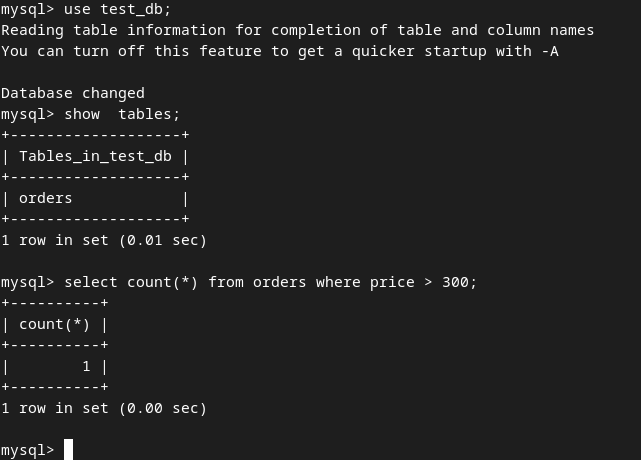 mysql> use test_db;
Reading table information for completion of table and column names
You can turn off this feature to get a quicker startup with -A
Database changed
mysql> show  tables;
+-------------------+
| Tables_in_test_db |
+-------------------+
| orders            |
+-------------------+
1 row in set (0.01 sec)
mysql> select count(*) from orders where price > 300;
+----------+
| count(*) |
+----------+
|        1 |
+----------+
1 row in set (0.00 sec)
mysql>